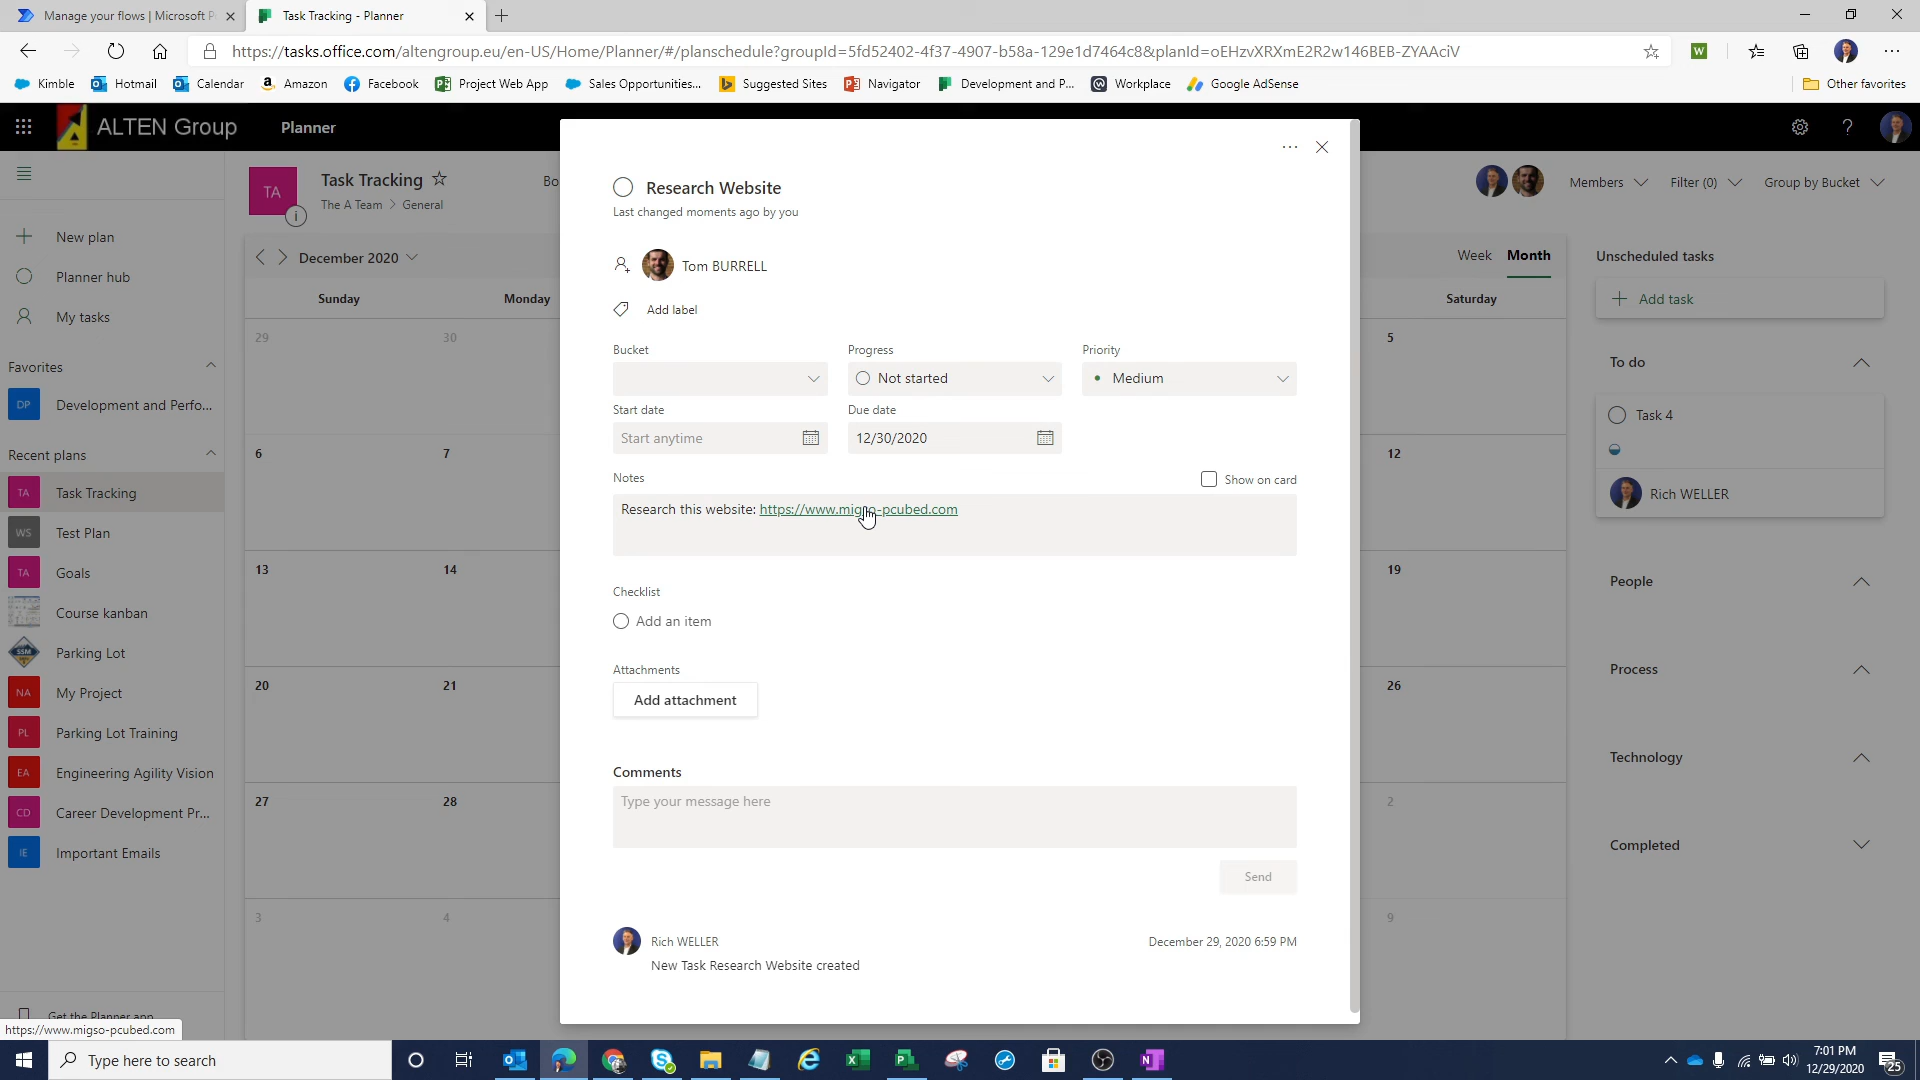 Manage your flows | Microsoft P
Task Tracking - Planner
https://tasks.office.com/altengroup.eu/en-US/Home/Planner/#/planschedule?groupId=5fd52402-4f37-4907-b58a-129e1d7464c8&planId=oEHzvXRXmE2R2w146BEB-ZYAAciV
W
Kimble
Hotmail
Calendar
Amazon
Facebook
Project Web App
Sales Opportunities...
Suggested Sites
Navigator
Development and P...
Workplace
Google AdSense
Other favorites
ALTEN Group
Planner
?
TA
Task Tracking
The A Team > General
Bo
Members
Filter (0)
Group by Bucket
New plan
Planner hub
My tasks
Favorites
DP Development and Perfo...
Recent plans
TA Task Tracking
WS Test Plan
TA Goals
Course kanban
SSM Parking Lot
NA My Project
PL Parking Lot Training
EA Engineering Agility Vision
CD Career Development Pr...
IE Important Emails
Get the Planner app
https://www.migso-pcubed.com
December 2020
Week
Month
Sunday
Monday
Saturday
29 30 5
6 7 12
13 14 19
20 21 26
27 28 2
3 4 9
Research Website
Last changed moments ago by you
Tom BURRELL
Add label
Bucket
Progress
Priority
Not started
Medium
Start date
Due date
Start anytime
12/30/2020
Notes
Show on card
Research this website: https://www.migso-pcubed.com
Checklist
Add an item
Attachments
Add attachment
Comments
Type your message here
Send
Rich WELLER
December 29, 2020 6:59 PM
New Task Research Website created
Unscheduled tasks
Add task
To do
Task 4
Rich WELLER
People
Process
Technology
Completed
Type here to search
7:01 PM
12/29/2020
25